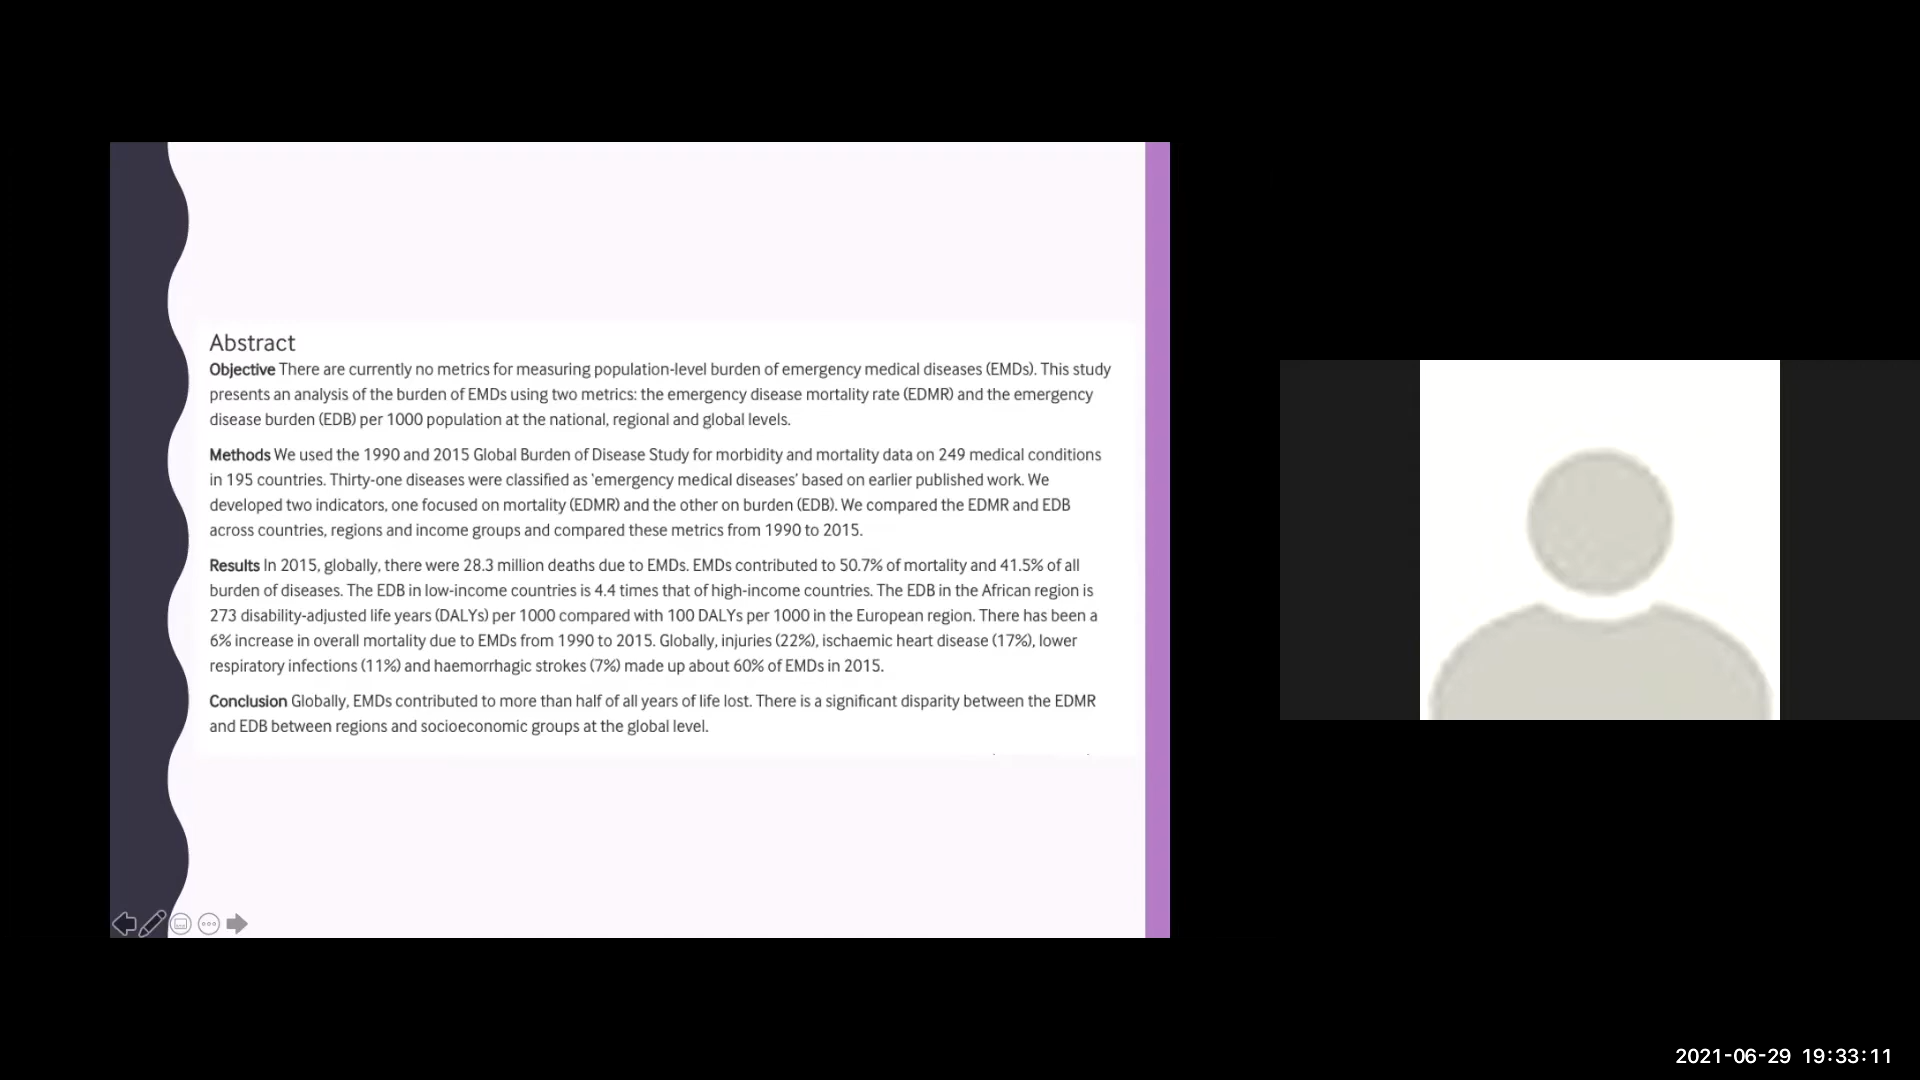 Abstract
Objective There are currently no metrics for measuring population-level burden of emergency medical diseases (EMDs). This study
presents an analysis of the burden of EMDs using two metrics: the emergency disease mortality rate (EDMR) and the emergency
disease burden (EDB) per 1000 population at the national, regional and global levels.
Methods We used the 1990 and 2015 Global Burden of Disease Study for morbidity and mortality data on 249 medical conditions
in 195 countries. Thirty-one diseases were classified as ‘emergency medical diseases’ based on earlier published work. We
developed two indicators, one focused on mortality (EDMR) and the other on burden (EDB). We compared the EDMR and EDB
across countries, regions and income groups and compared these metrics from 1990 to 2015.
Results In 2015, globally, there were 28.3 million deaths due to EMDs. EMDs contributed to 50.7% of mortality and 41.5% of all
burden of diseases. The EDB in low-income countries is 4.4 times that of high-income countries. The EDB in the African region is
273 disability-adjusted life years (DALYs) per 1000 compared with 100 DALYs per 1000 in the European region. There has been a
6% increase in overall mortality due to EMDs from 1990 to 2015. Globally, injuries (22%), ischaemic heart disease (17%), lower
respiratory infections (11%) and haemorrhagic strokes (7%) made up about 60% of EMDs in 2015.
Conclusion Globally, EMDs contributed to more than half of all years of life lost. There is a significant disparity between the EDMR
and EDB between regions and socioeconomic groups at the global level.
2021-06-29 19:33:11